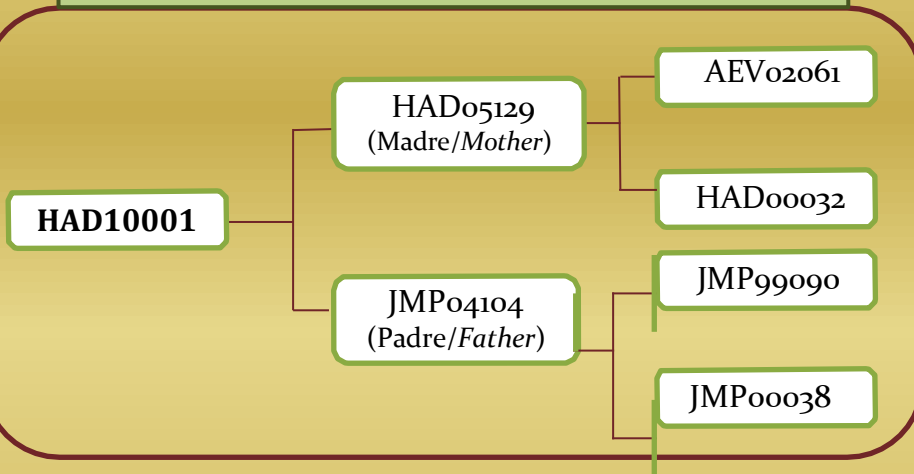 AEV02061
HAD05129
(Madre/Mother)
HAD00032
HAD10001
JMP99090
JMP04104
(Padre/Father)
JMP00038